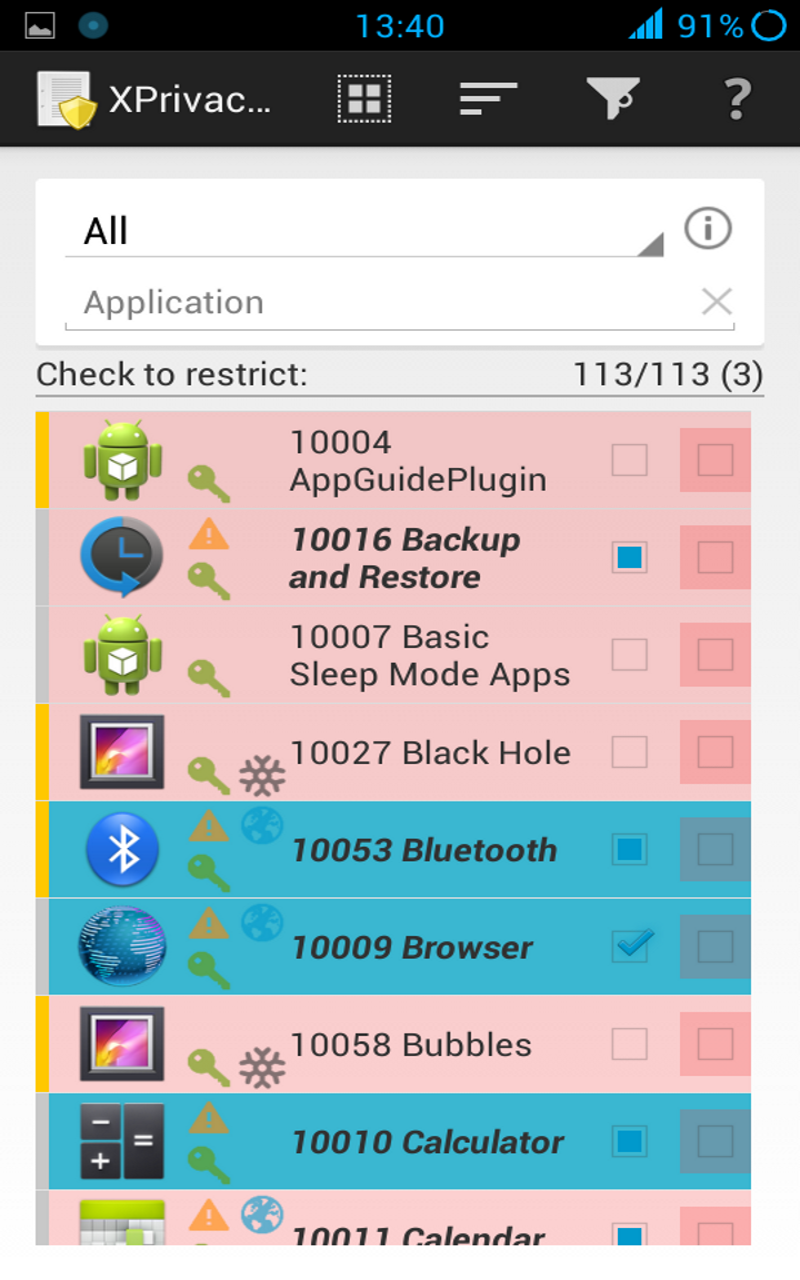 13:40
91%
XPrivac...
?
All
Application
Check to restrict:
113/113 (3)
10004
AppGuidePlugin
10016 Backup
and Restore
10007 Basic
Sleep Mode Apps
10027 Black Hole
10053 Bluetooth
10009 Browser
10058 Bubbles
10010 Calculator
10011 Calendar